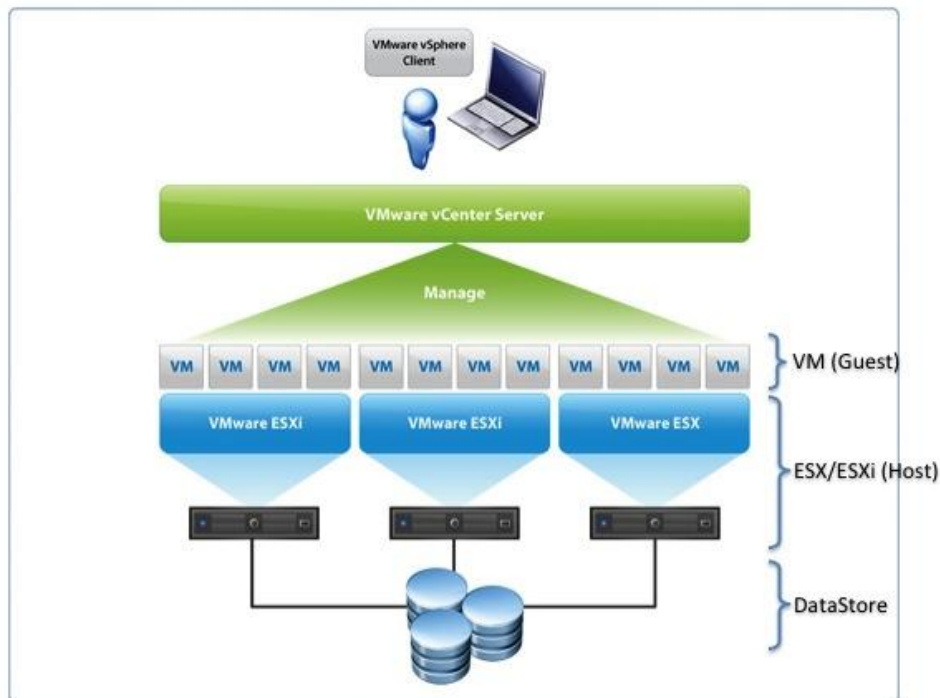 VMware vSphere
Client
VMware vCenter Server
Manage
VM VM VM VM VM VM VM VM VM VM VM VM
VM (Guest)
VMware ESXi VMware ESXi VMware ESX
ESX/ESXi (Host)
DataStore